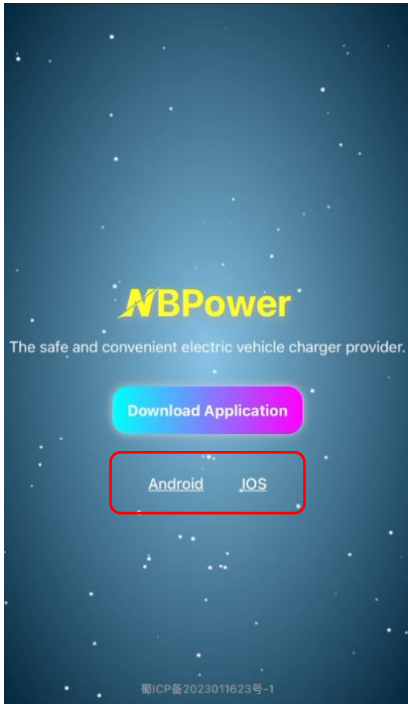 NBPower
The safe and convenient electric vehicle charger provider.
Download Application
Android IOS
蜀ICP备2023011623号-1